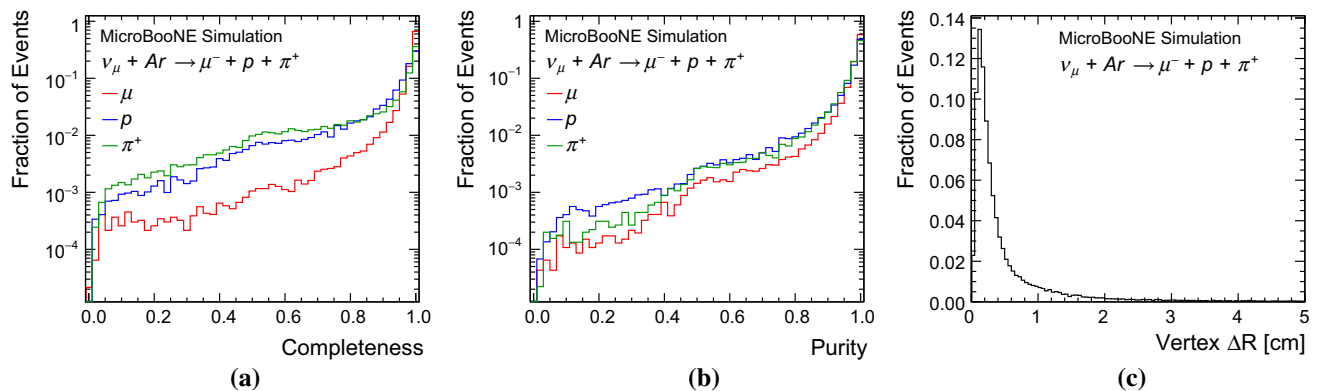 Fraction of Events
1
10⁻¹
10⁻²
10⁻³
10⁻⁴
MicroBooNE Simulation
νμ + Ar → μ⁻ + p + π⁺
μ
p
π⁺
0.0 0.2 0.4 0.6 0.8 1.0
Completeness
(a)
Fraction of Events
1
10⁻¹
10⁻²
10⁻³
10⁻⁴
MicroBooNE Simulation
νμ + Ar → μ⁻ + p + π⁺
μ
p
π⁺
0.0 0.2 0.4 0.6 0.8 1.0
Purity
(b)
Fraction of Events
0.14
0.12
0.10
0.08
0.06
0.04
0.02
0.00
MicroBooNE Simulation
νμ + Ar → μ⁻ + p + π⁺
0 1 2 3 4 5
Vertex ΔR [cm]
(c)